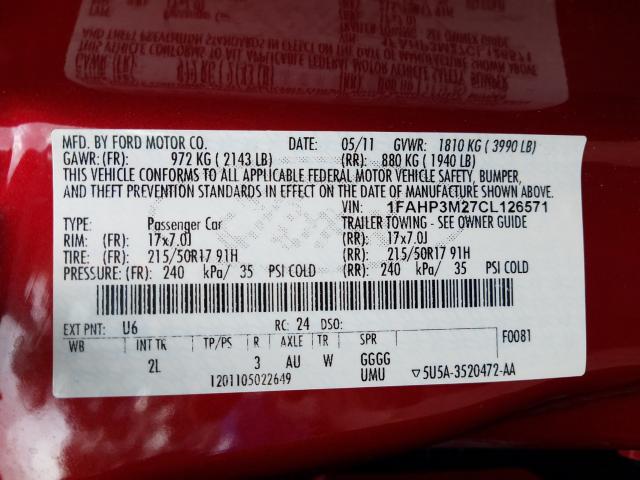 MFD. BY FORD MOTOR CO. DATE: 05/11 GVWR: 1810 KG ( 3990 LB)
GAWR: (FR): 972 KG ( 2143 LB) (RR): 880 KG ( 1940 LB)
THIS VEHICLE CONFORMS TO ALL APPLICABLE FEDERAL MOTOR VEHICLE SAFETY, BUMPER,
AND THEFT PREVENTION STANDARDS IN EFFECT ON THE DATE OF MANUFACTURE SHOWN ABOVE.
VIN: 1FAHP3M27CL126571
TYPE: Passenger Car TRAILER TOWING - SEE OWNER GUIDE
RIM: (FR): 17x7.0J (RR): 17x7.0J
TIRE: (FR): 215/50R17 91H (RR): 215/50R17 91H
PRESSURE: (FR): 240 kPa/ 35 PSI COLD (RR): 240 kPa/ 35 PSI COLD
EXT PNT: U6 RC: 24 DSO: F0081
WB INT TR TP/PS R AXLE TR SPR
2L 3 AU W GGGG
1201105022649 UMU ▽5U5A-3520472-AA